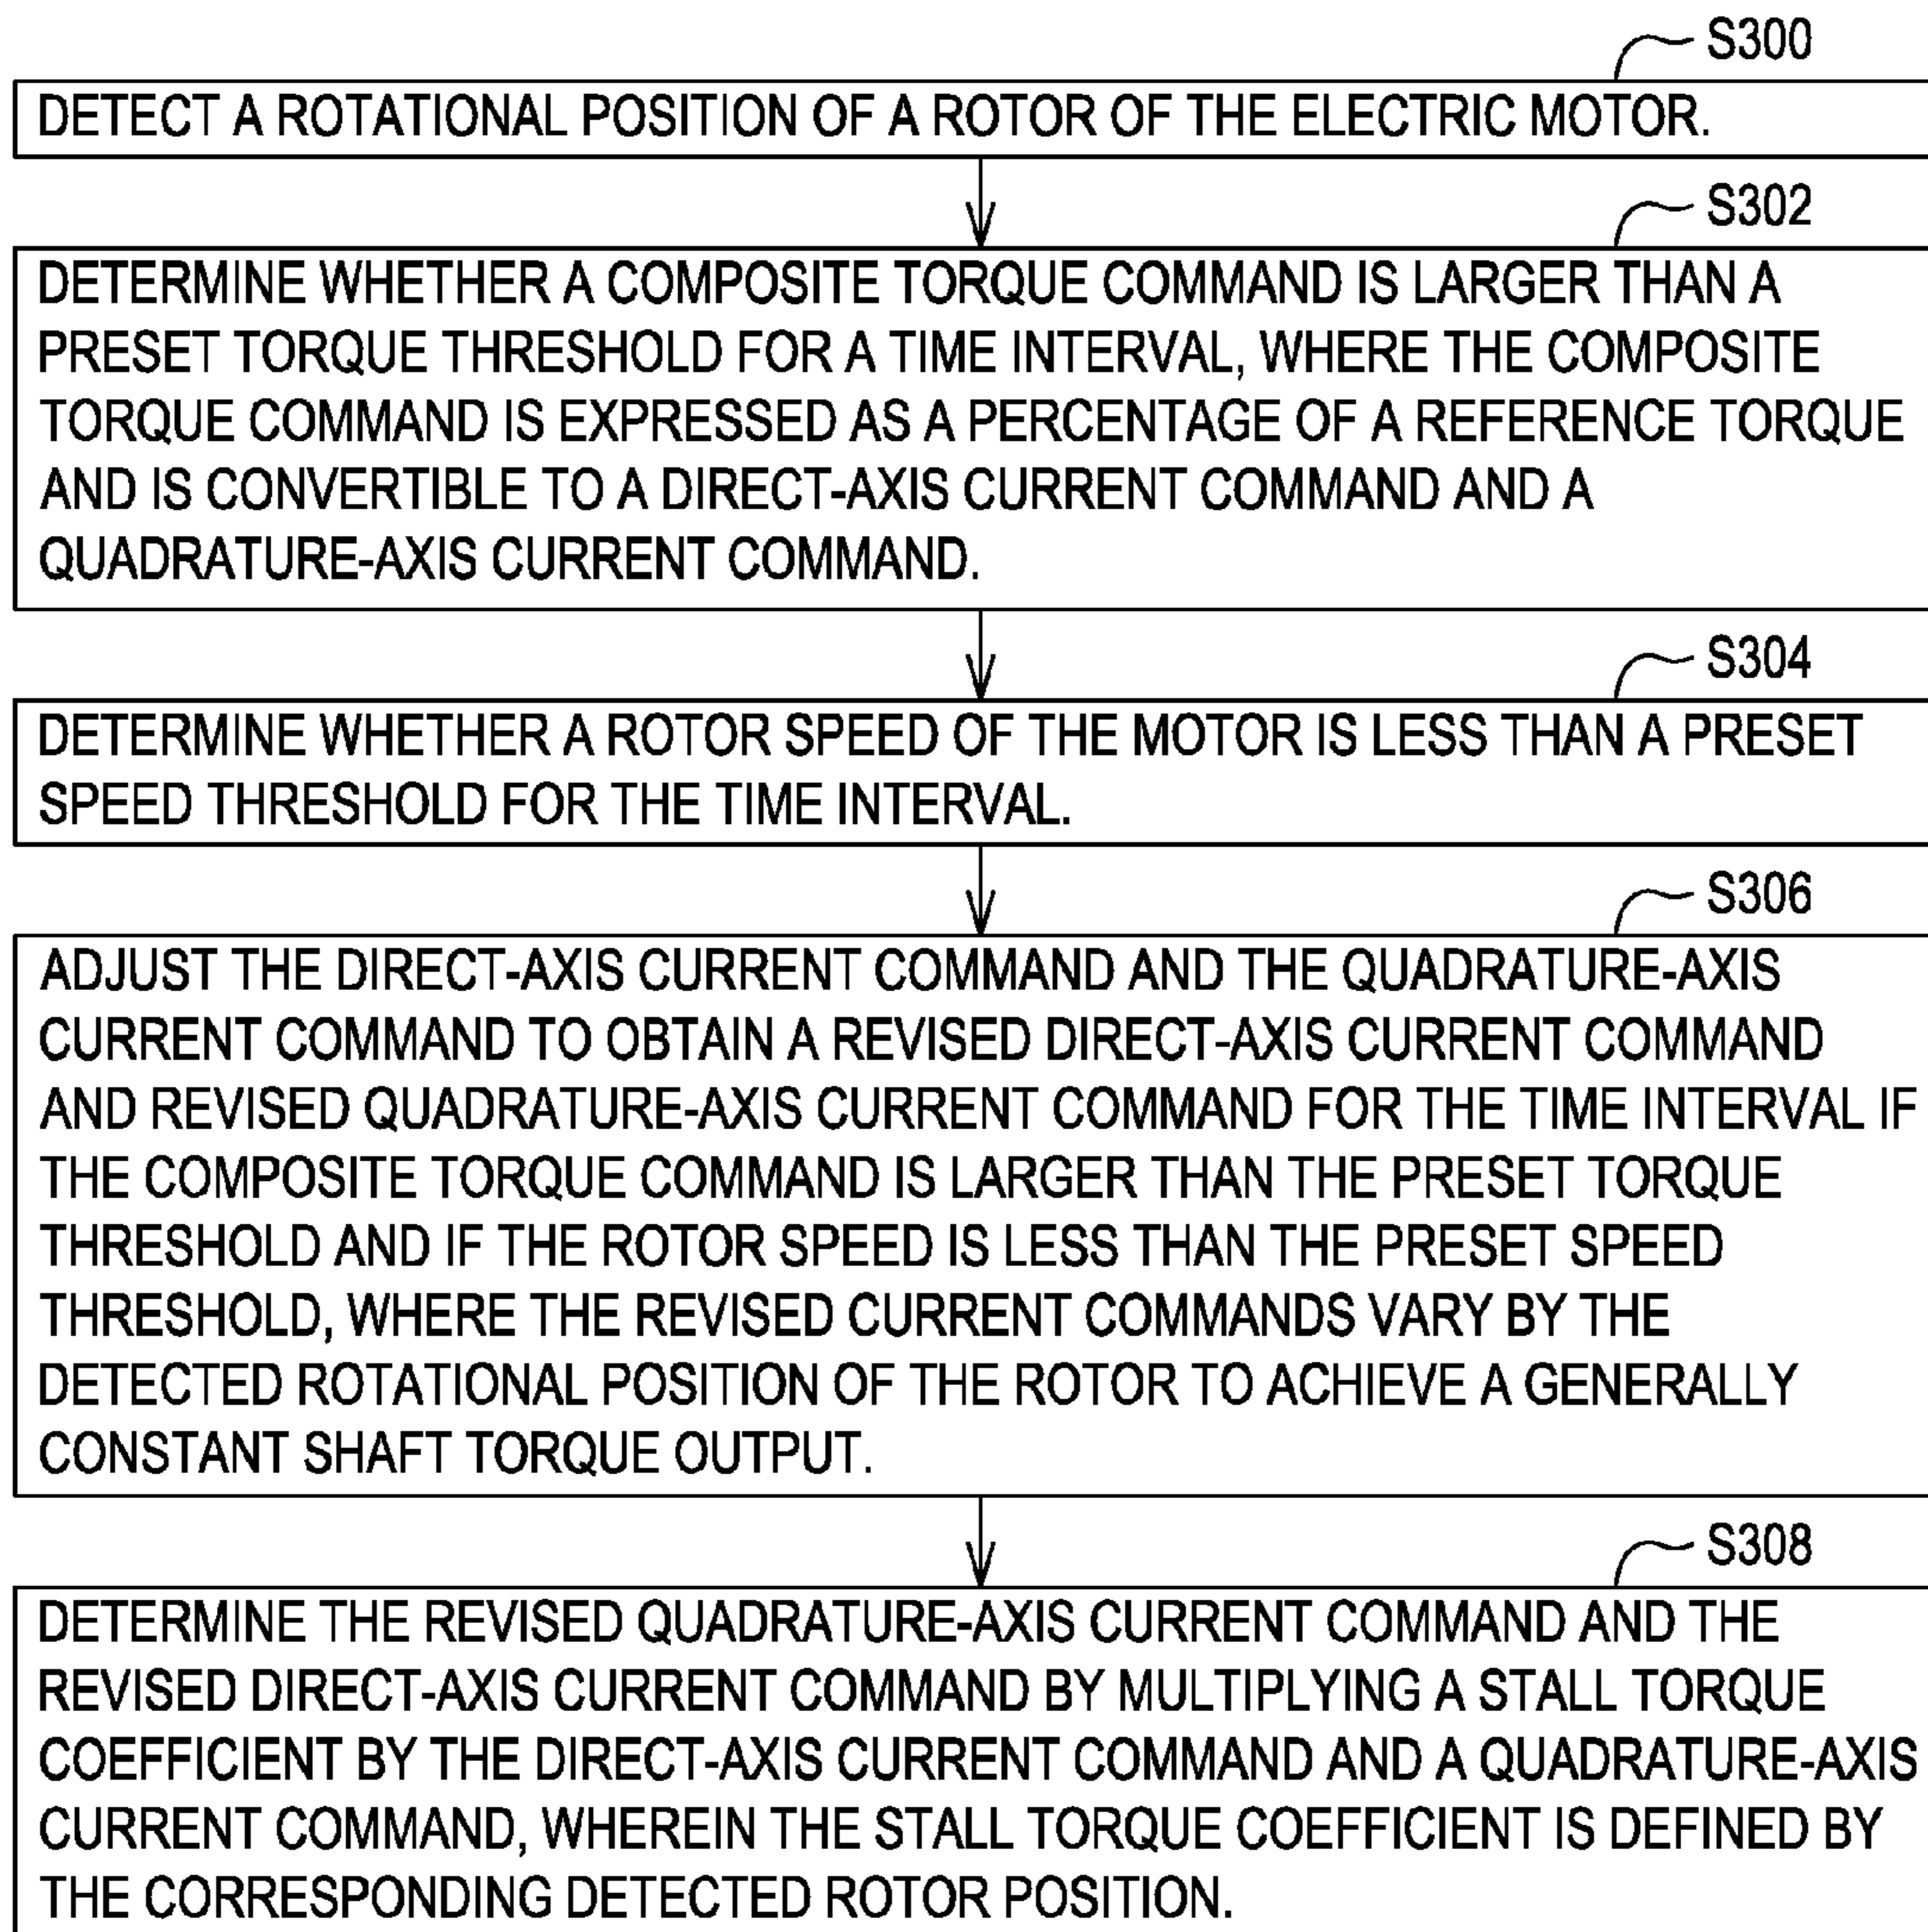 S300
DETECT A ROTATIONAL POSITION OF A ROTOR OF THE ELECTRIC MOTOR.
S302
DETERMINE WHETHER A COMPOSITE TORQUE COMMAND IS LARGER THAN A
PRESET TORQUE THRESHOLD FOR A TIME INTERVAL, WHERE THE COMPOSITE
TORQUE COMMAND IS EXPRESSED AS A PERCENTAGE OF A REFERENCE TORQUE
AND IS CONVERTIBLE TO A DIRECT-AXIS CURRENT COMMAND AND A
QUADRATURE-AXIS CURRENT COMMAND.
S304
DETERMINE WHETHER A ROTOR SPEED OF THE MOTOR IS LESS THAN A PRESET
SPEED THRESHOLD FOR THE TIME INTERVAL.
S306
ADJUST THE DIRECT-AXIS CURRENT COMMAND AND THE QUADRATURE-AXIS
CURRENT COMMAND TO OBTAIN A REVISED DIRECT-AXIS CURRENT COMMAND
AND REVISED QUADRATURE-AXIS CURRENT COMMAND FOR THE TIME INTERVAL IF
THE COMPOSITE TORQUE COMMAND IS LARGER THAN THE PRESET TORQUE
THRESHOLD AND IF THE ROTOR SPEED IS LESS THAN THE PRESET SPEED
THRESHOLD, WHERE THE REVISED CURRENT COMMANDS VARY BY THE
DETECTED ROTATIONAL POSITION OF THE ROTOR TO ACHIEVE A GENERALLY
CONSTANT SHAFT TORQUE OUTPUT.
S308
DETERMINE THE REVISED QUADRATURE-AXIS CURRENT COMMAND AND THE
REVISED DIRECT-AXIS CURRENT COMMAND BY MULTIPLYING A STALL TORQUE
COEFFICIENT BY THE DIRECT-AXIS CURRENT COMMAND AND A QUADRATURE-AXIS
CURRENT COMMAND, WHEREIN THE STALL TORQUE COEFFICIENT IS DEFINED BY
THE CORRESPONDING DETECTED ROTOR POSITION.